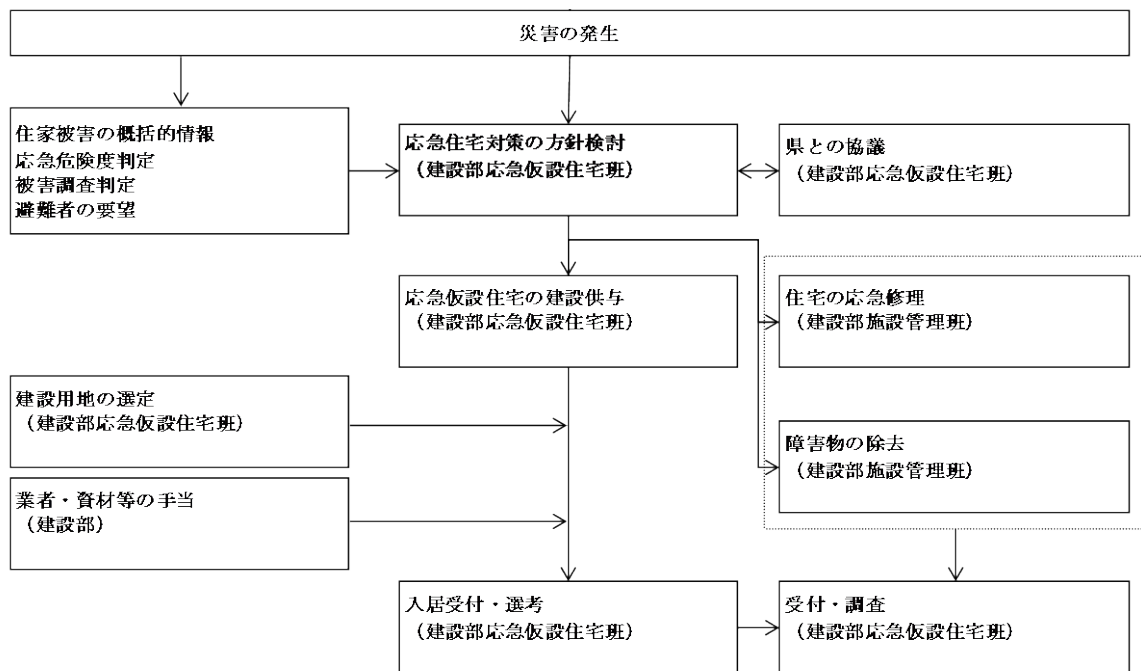 災害の発生
住家被害の概括的情報
応急危険度判定
被害調査判定
避難者の要望
応急住宅対策の方針検討
（建設部応急仮設住宅班）
県との協議
（建設部応急仮設住宅班）
応急仮設住宅の建設供与
（建設部応急仮設住宅班）
住宅の応急修理
（建設部施設管理班）
建設用地の選定
（建設部応急仮設住宅班）
障害物の除去
（建設部施設管理班）
業者・資材等の手当
（建設部）
入居受付・選考
（建設部応急仮設住宅班）
受付・調査
（建設部応急仮設住宅班）